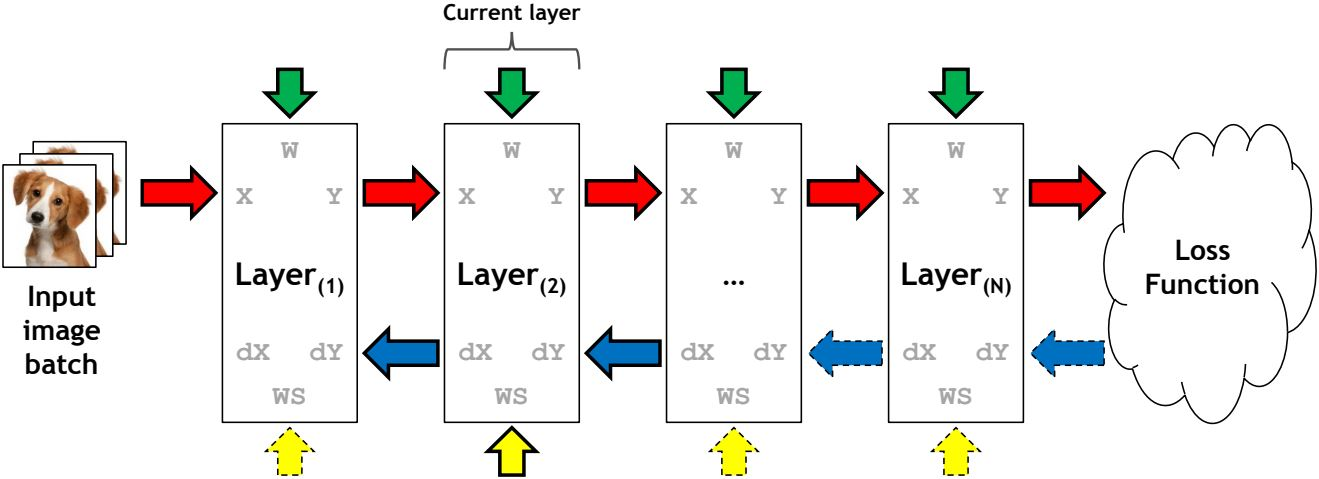 Current layer
W W W W
X Y X Y X Y X Y
Layer(1) Layer(2) ... Layer(N)
Loss
Function
Input
image
batch
dX dY dX dY dX dY dX dY
WS WS WS WS